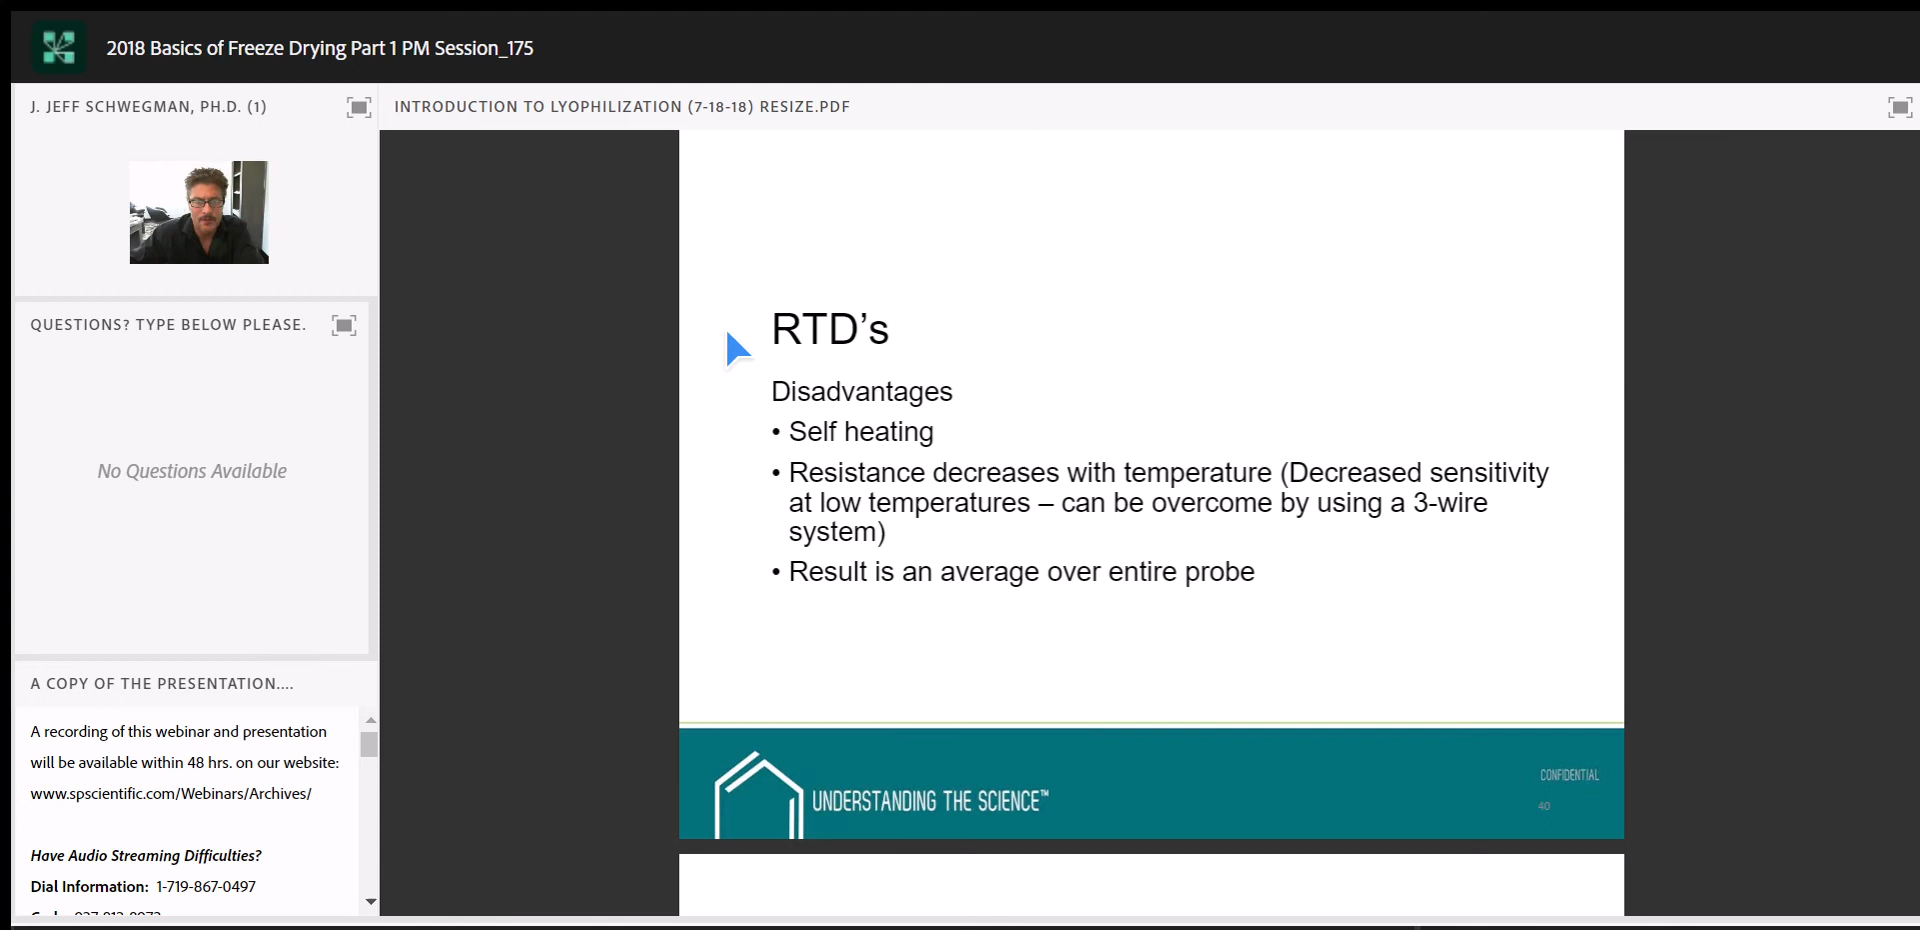 2018 Basics of Freeze Drying Part 1 PM Session_175
J. JEFF SCHWEGMAN, PH.D. (1)
INTRODUCTION TO LYOPHILIZATION (7-18-18) RESIZE.PDF
QUESTIONS? TYPE BELOW PLEASE.
No Questions Available
A COPY OF THE PRESENTATION....
A recording of this webinar and presentation
will be available within 48 hrs. on our website:
www.spscientific.com/Webinars/Archives/
Have Audio Streaming Difficulties?
Dial Information: 1-719-867-0497
RTD’s
Disadvantages
• Self heating
• Resistance decreases with temperature (Decreased sensitivity
at low temperatures – can be overcome by using a 3-wire
system)
• Result is an average over entire probe
UNDERSTANDING THE SCIENCE™
CONFIDENTIAL
40